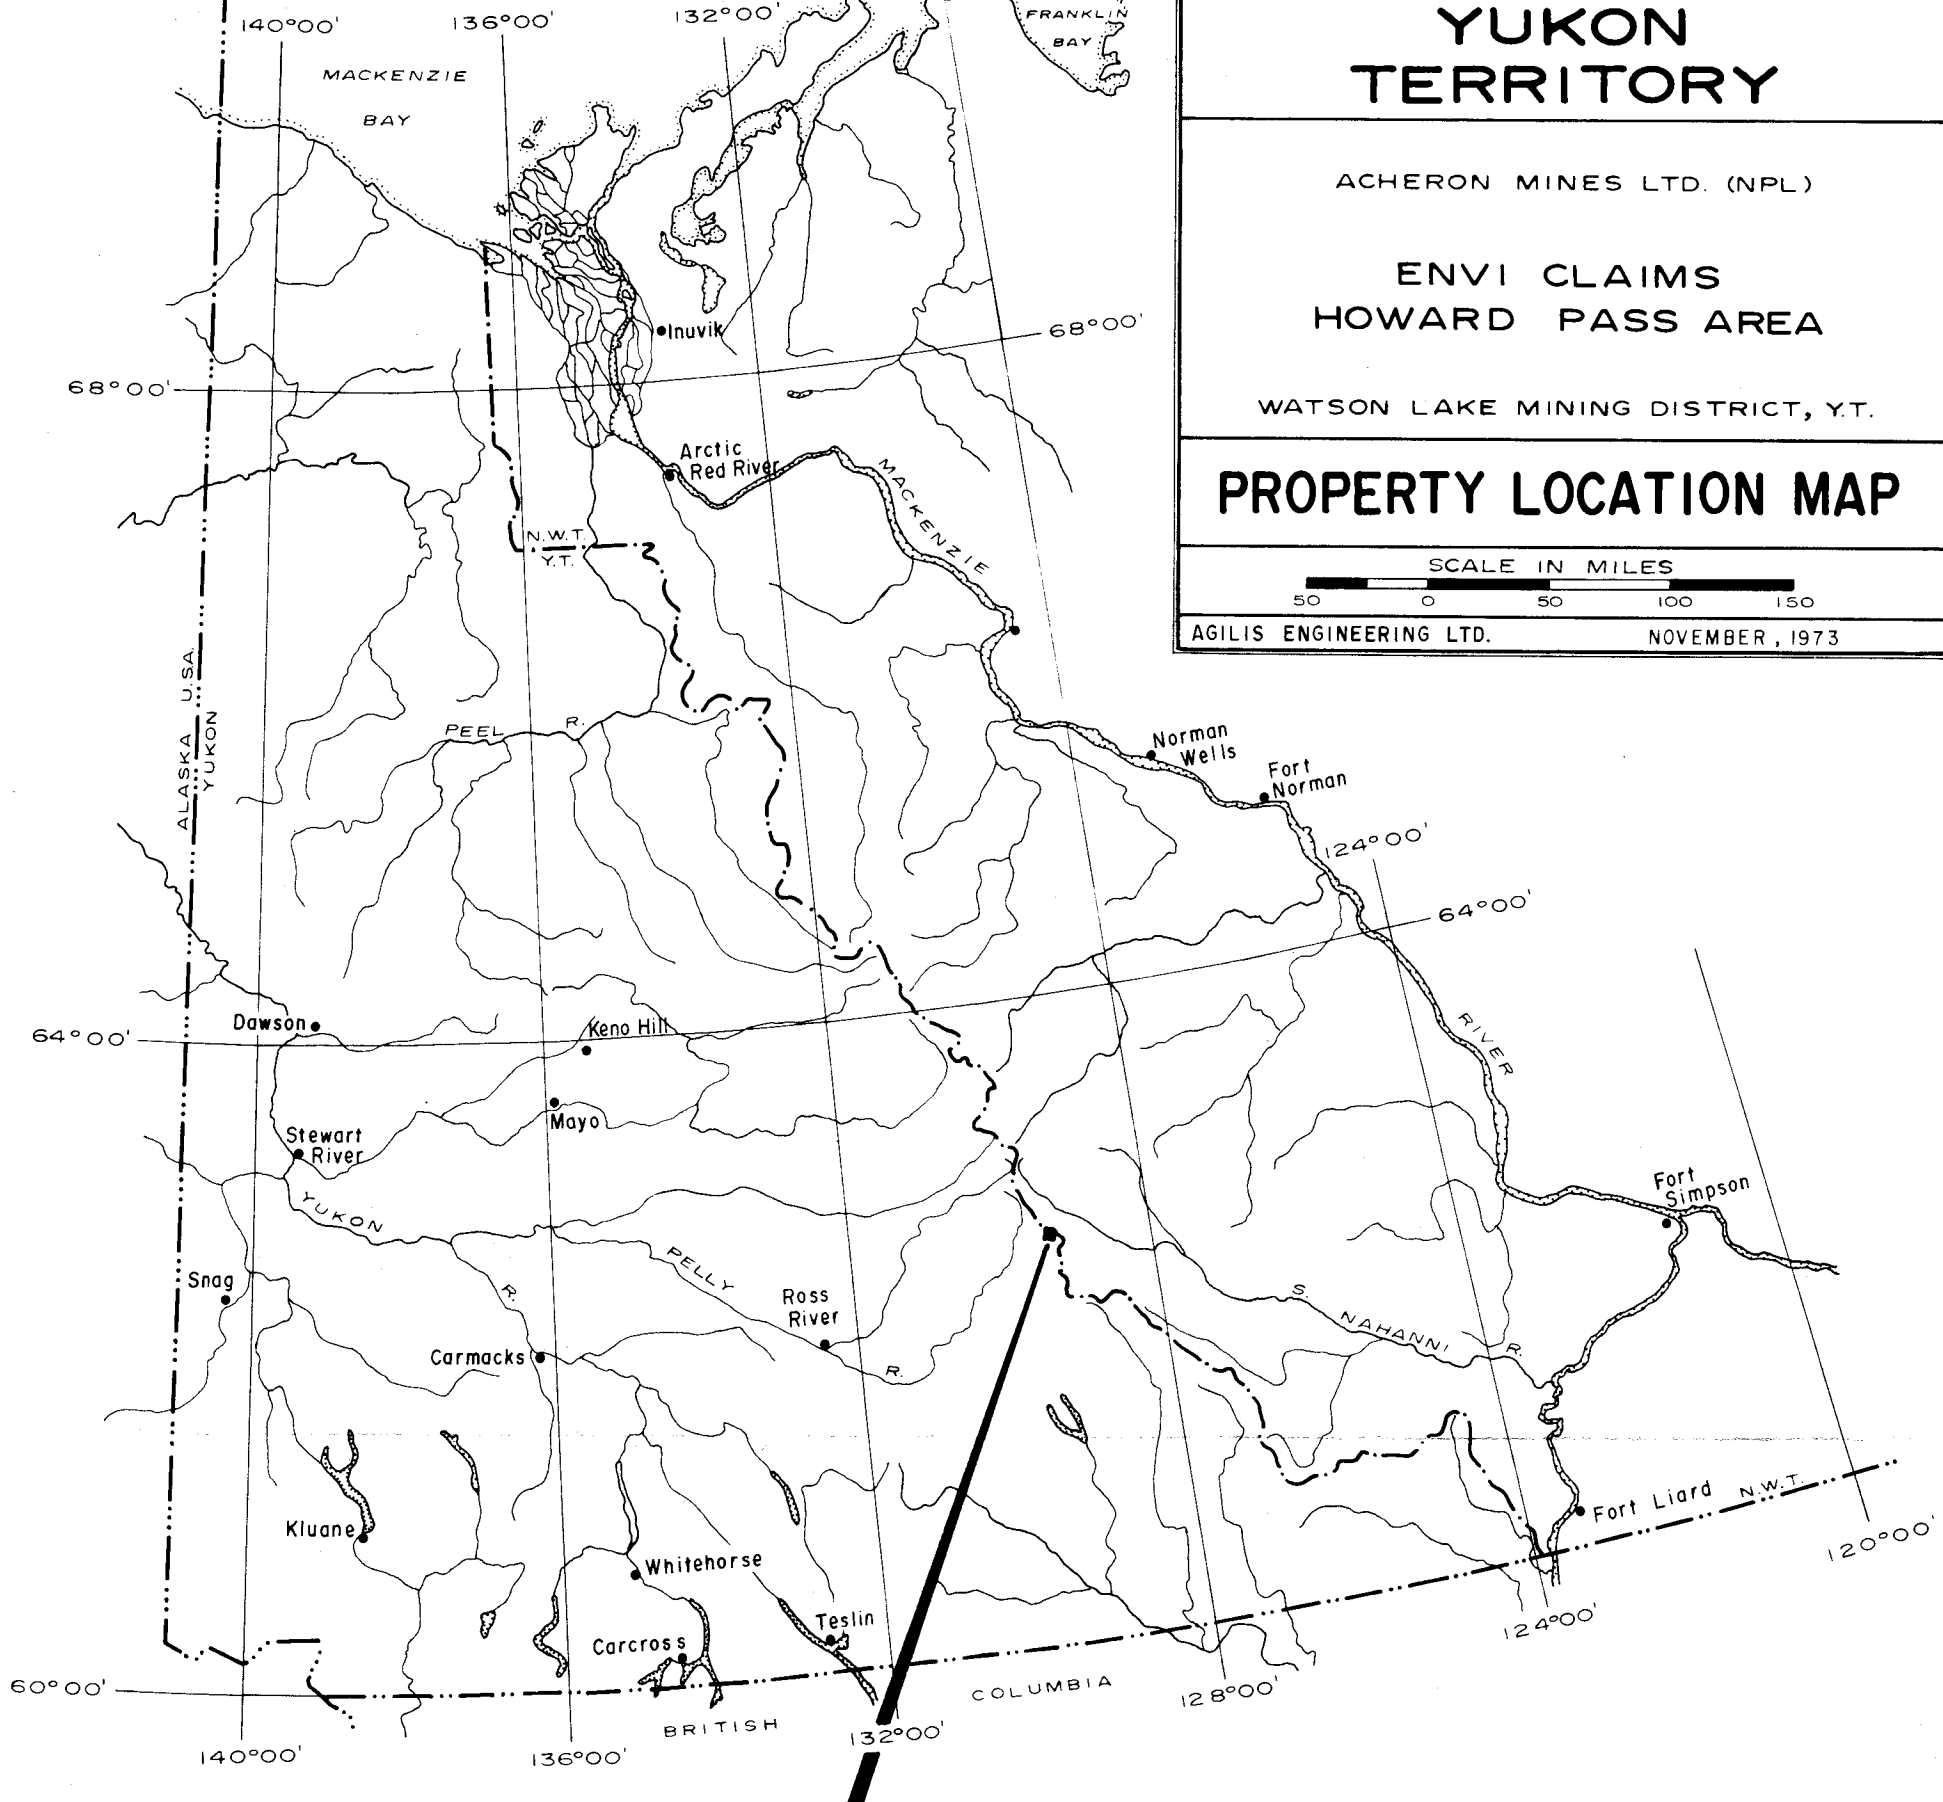 140°00'
136°00'
132°00'
FRANKLIN
BAY
MACKENZIE
BAY
YUKON
TERRITORY
ACHERON MINES LTD. (NPL)
ENVI CLAIMS
HOWARD PASS AREA
WATSON LAKE MINING DISTRICT, Y.T.
PROPERTY LOCATION MAP
SCALE IN MILES
50 0 50 100 150
AGILIS ENGINEERING LTD. NOVEMBER, 1973
68°00'
Inuvik
68°00'
Arctic
Red River
MACKENZIE
N.W.T.
Y.T.
ALASKA U.S.A.
YUKON
PEEL R.
Norman
Wells
Fort
Norman
124°00'
64°00'
RIVER
Dawson
64°00'
Keno Hill
Mayo
Stewart
River
YUKON
R.
Snag
PELLY
R.
Ross
River
Carmacks
Fort
Simpson
S. NAHANNI R.
Kluane
Whitehorse
Carcross
Teslin
Fort Liard
N.W.T.
120°00'
124°00'
128°00'
COLUMBIA
BRITISH
132°00'
60°00'
140°00'
136°00'